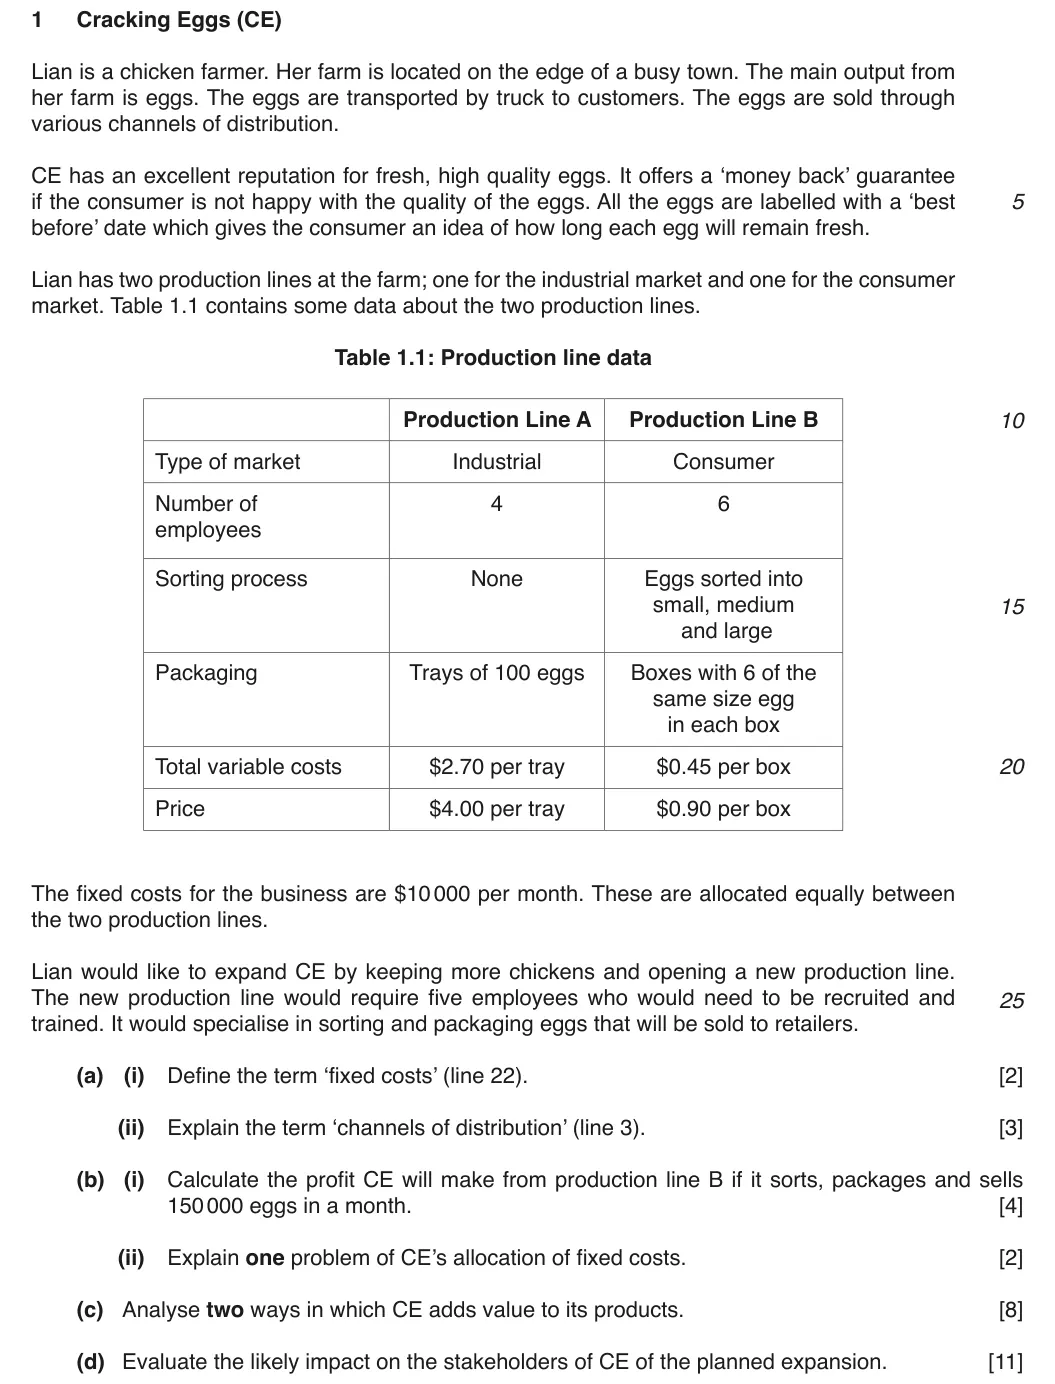 1 Cracking Eggs (CE)
Lian is a chicken farmer. Her farm is located on the edge of a busy town. The main output from
her farm is eggs. The eggs are transported by truck to customers. The eggs are sold through
various channels of distribution.
CE has an excellent reputation for fresh, high quality eggs. It offers a ‘money back’ guarantee
if the consumer is not happy with the quality of the eggs. All the eggs are labelled with a ‘best 5
before’ date which gives the consumer an idea of how long each egg will remain fresh.
Lian has two production lines at the farm; one for the industrial market and one for the consumer
market. Table 1.1 contains some data about the two production lines.
Table 1.1: Production line data
Production Line A Production Line B 10
Type of market Industrial Consumer
Number of 4 6
employees
Sorting process None Eggs sorted into
small, medium 15
and large
Packaging Trays of 100 eggs Boxes with 6 of the
same size egg
in each box
Total variable costs $2.70 per tray $0.45 per box 20
Price $4.00 per tray $0.90 per box
The fixed costs for the business are $10 000 per month. These are allocated equally between
the two production lines.
Lian would like to expand CE by keeping more chickens and opening a new production line.
The new production line would require five employees who would need to be recruited and 25
trained. It would specialise in sorting and packaging eggs that will be sold to retailers.
(a) (i) Define the term ‘fixed costs’ (line 22). [2]
(ii) Explain the term ‘channels of distribution’ (line 3). [3]
(b) (i) Calculate the profit CE will make from production line B if it sorts, packages and sells
150 000 eggs in a month. [4]
(ii) Explain one problem of CE’s allocation of fixed costs. [2]
(c) Analyse two ways in which CE adds value to its products. [8]
(d) Evaluate the likely impact on the stakeholders of CE of the planned expansion. [11]